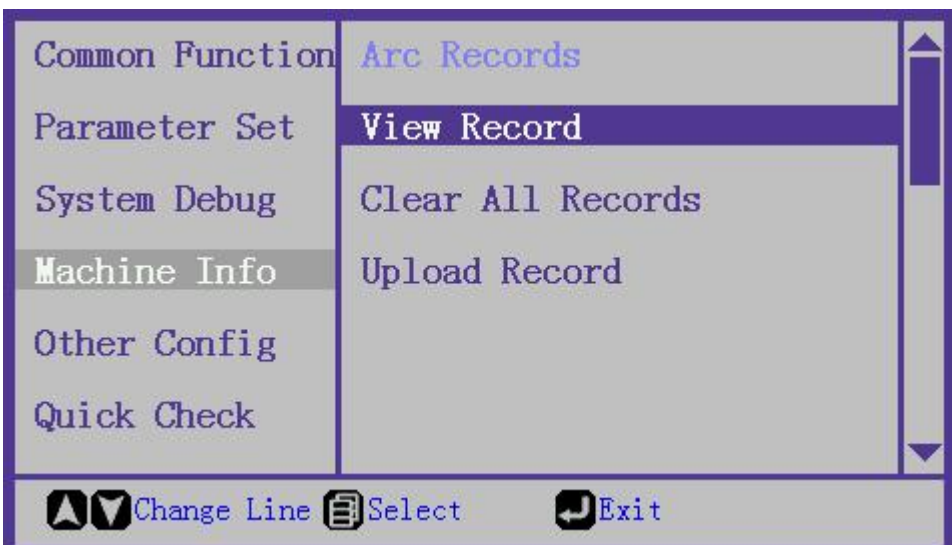 Common Function
Parameter Set
System Debug
Machine Info
Other Config
Quick Check
Arc Records
View Record
Clear All Records
Upload Record
Change Line Select Exit